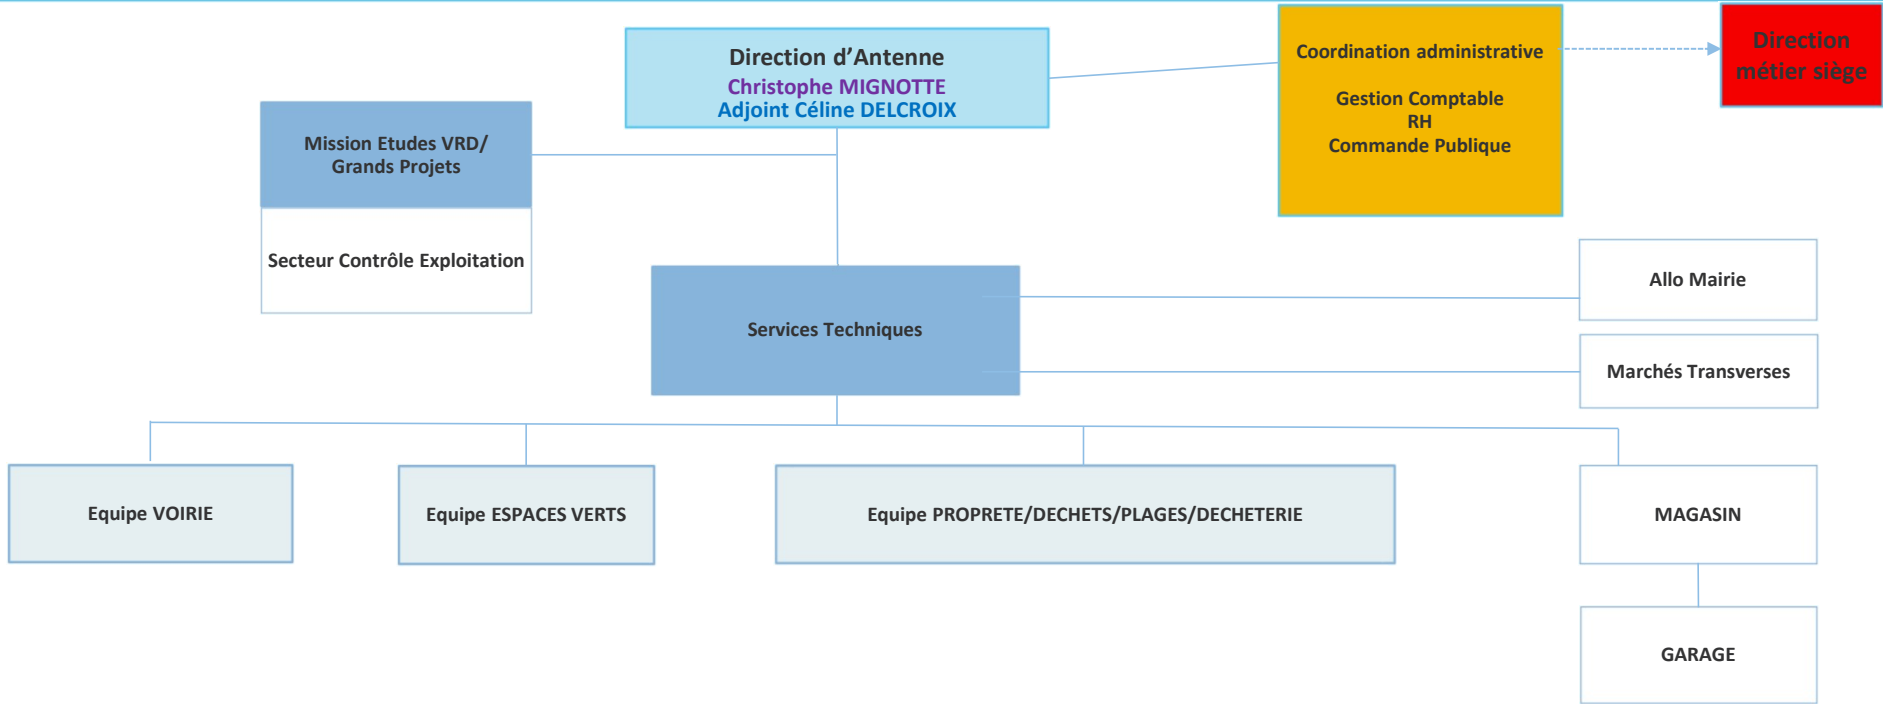 Direction d’Antenne
Christophe MIGNOTTE
Adjoint Céline DELCROIX
Coordination administrative
Gestion Comptable
RH
Commande Publique
Direction
métier siège
Mission Etudes VRD/
Grands Projets
Secteur Contrôle Exploitation
Services Techniques
Allo Mairie
Marchés Transverses
Equipe VOIRIE
Equipe ESPACES VERTS
Equipe PROPRETE/DECHETS/PLAGES/DECHETERIE
MAGASIN
GARAGE